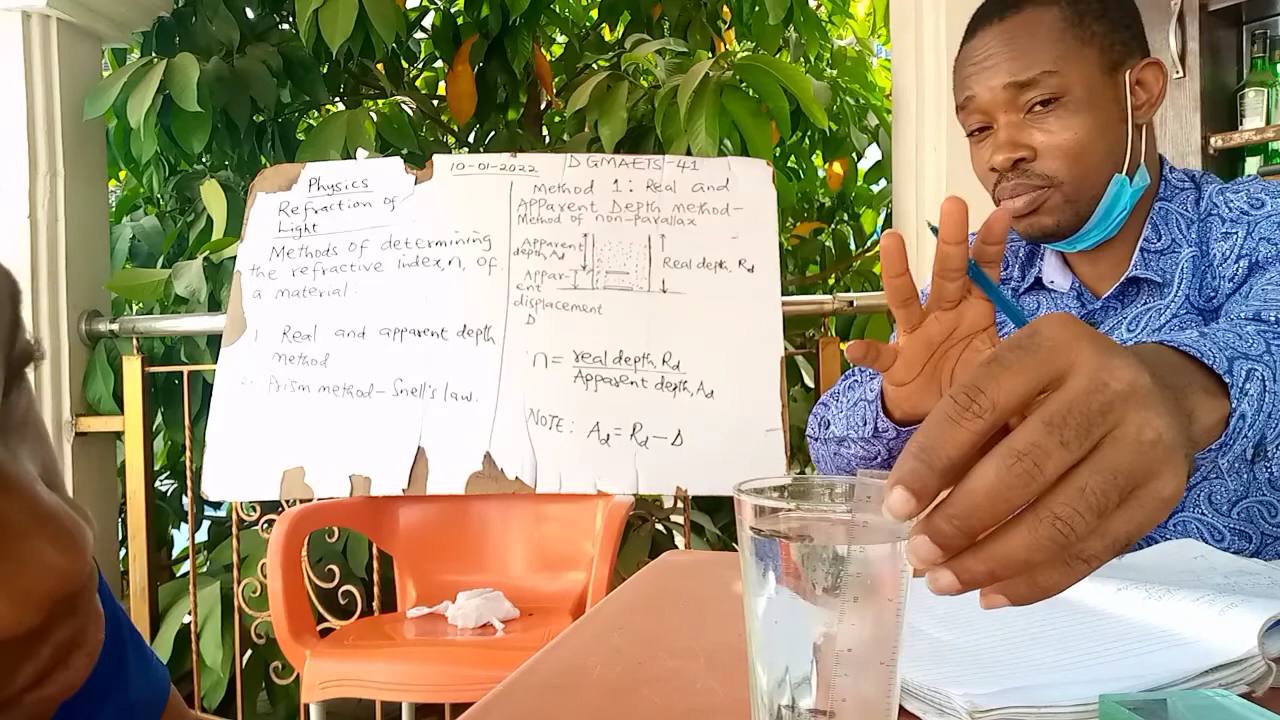 Physics
Refraction of
Light
Methods of determining
the refractive index, n, of
a material:
1 Real and apparent depth
method
2. Prism method - Snell's law.
10-01-2022
DGMAETS-41
Method 1: Real and
Apparent Depth method-
Method of non-parallax
Apparent
depth, Ad
Appar-
ent
displacement
D
Real depth, Rd
n = real depth, Rd
Apparent depth, Ad
NOTE: Ad = Rd - D